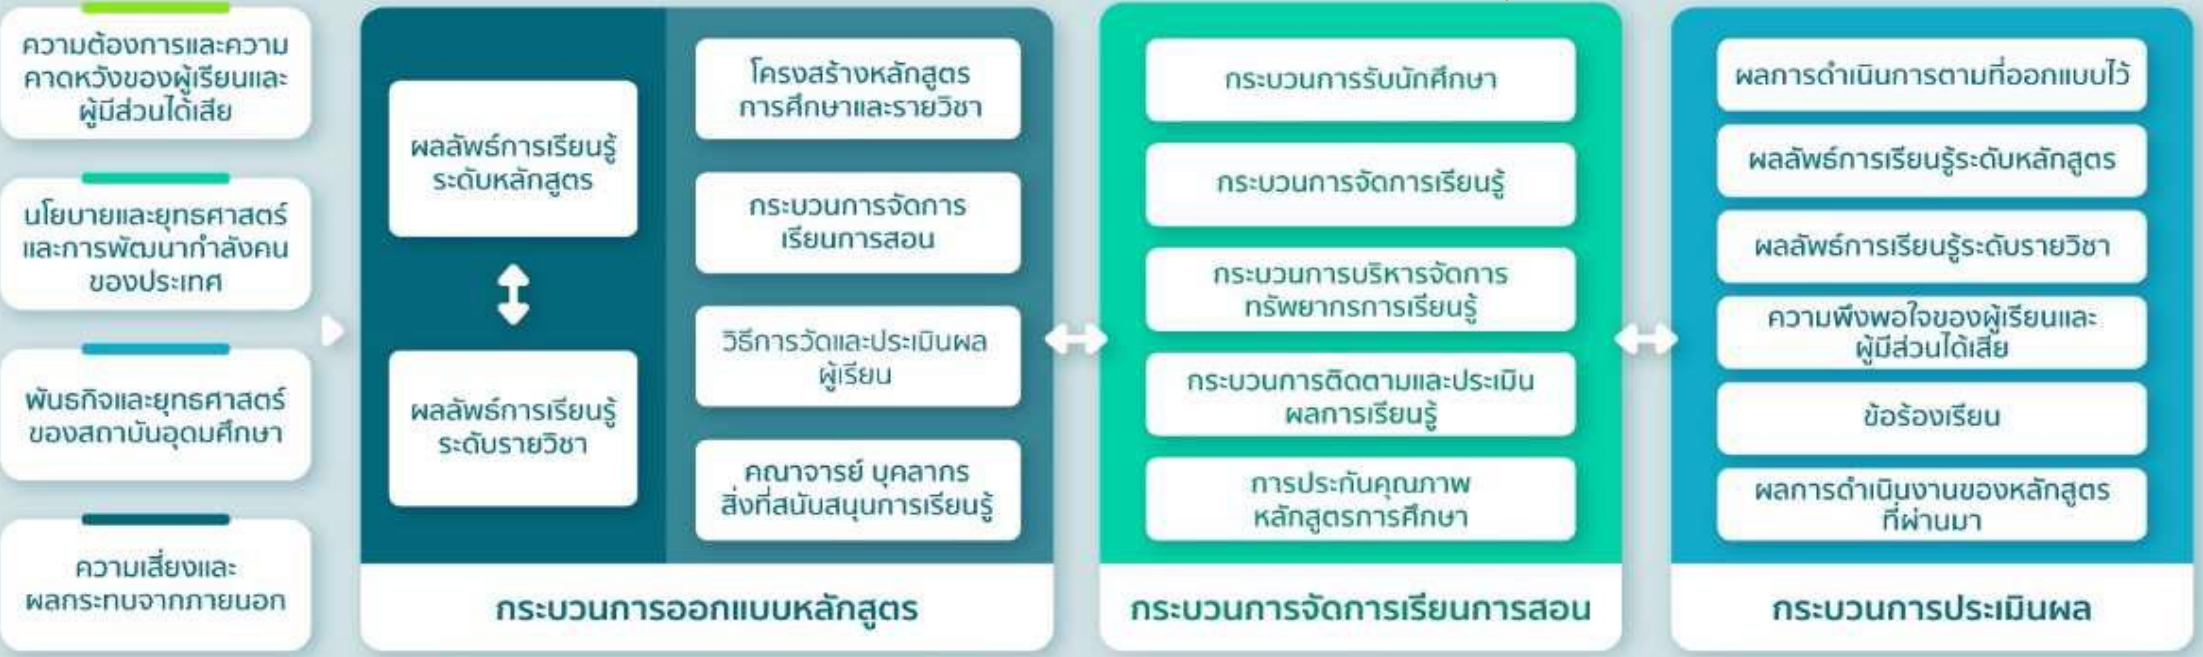 ความต้องการและความ
คาดหวังของผู้เรียนและ
ผู้มีส่วนได้เสีย
นโยบายและยุทธศาสตร์
และการพัฒนากำลังคน
ของประเทศ
พันธกิจและยุทธศาสตร์
ของสถาบันอุดมศึกษา
ความเสี่ยงและ
ผลกระทบจากภายนอก
ผลลัพธ์การเรียนรู้
ระดับหลักสูตร
ผลลัพธ์การเรียนรู้
ระดับรายวิชา
โครงสร้างหลักสูตร
การศึกษาและรายวิชา
กระบวนการจัดการ
เรียนการสอน
วิธีการวัดและประเมินผล
ผู้เรียน
คณาจารย์ บุคลากร
สิ่งที่สนับสนุนการเรียนรู้
กระบวนการออกแบบหลักสูตร
กระบวนการรับนักศึกษา
กระบวนการจัดการเรียนรู้
กระบวนการบริหารจัดการ
ทรัพยากรการเรียนรู้
กระบวนการติดตามและประเมิน
ผลการเรียนรู้
การประกันคุณภาพ
หลักสูตรการศึกษา
กระบวนการจัดการเรียนการสอน
ผลการดำเนินการตามที่ออกแบบไว้
ผลลัพธ์การเรียนรู้ระดับหลักสูตร
ผลลัพธ์การเรียนรู้ระดับรายวิชา
ความพึงพอใจของผู้เรียนและ
ผู้มีส่วนได้เสีย
ข้อร้องเรียน
ผลการดำเนินงานของหลักสูตร
ที่ผ่านมา
กระบวนการประเมินผล